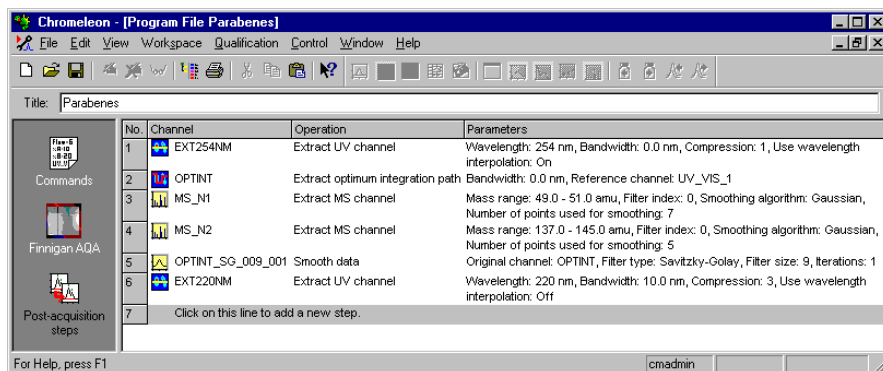 Chromeleon - [Program File Parabenes]
File Edit View Workspace Qualification Control Window Help
Title: Parabenes
Commands
Finnigan AQA
Post-acquisition
steps
No. Channel Operation Parameters
1 EXT254NM Extract UV channel Wavelength: 254 nm, Bandwidth: 0.0 nm, Compression: 1, Use wavelength
interpolation: On
2 OPTINT Extract optimum integration path Bandwidth: 0.0 nm, Reference channel: UV_VIS_1
3 MS_N1 Extract MS channel Mass range: 49.0 - 51.0 amu, Filter index: 0, Smoothing algorithm: Gaussian,
Number of points used for smoothing: 7
4 MS_N2 Extract MS channel Mass range: 137.0 - 145.0 amu, Filter index: 0, Smoothing algorithm: Gaussian,
Number of points used for smoothing: 5
5 OPTINT_SG_009_001 Smooth data Original channel: OPTINT, Filter type: Savitzky-Golay, Filter size: 9, Iterations: 1
6 EXT220NM Extract UV channel Wavelength: 220 nm, Bandwidth: 10.0 nm, Compression: 3, Use wavelength
interpolation: Off
7 Click on this line to add a new step.
For Help, press F1
cmadmin